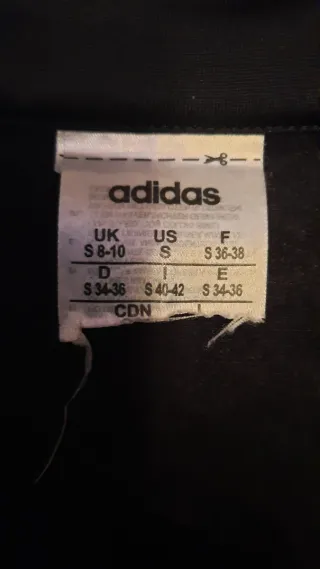 adidas
UK US F
S 8-10 S S 36-38
D I E
S 34-36 S 40-42 S 34-36
CDN